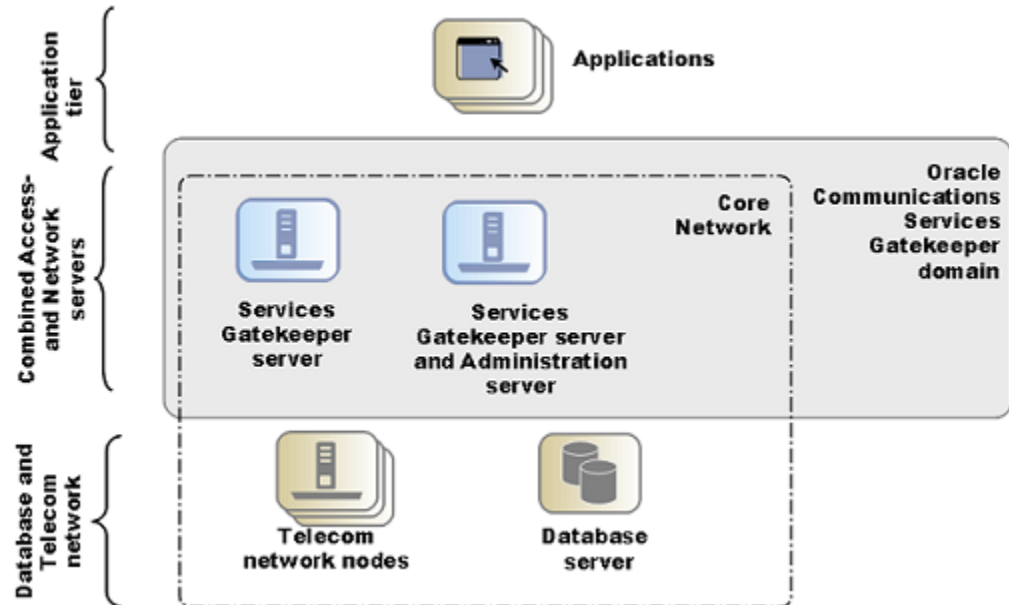 Application
tier
Applications
Combined Access-
and Network
servers
Oracle
Communications
Services
Gatekeeper
domain
Core
Network
Services
Gatekeeper
server
Services
Gatekeeper server
and Administration
server
Database and
Telecom
network
Telecom
network nodes
Database
server